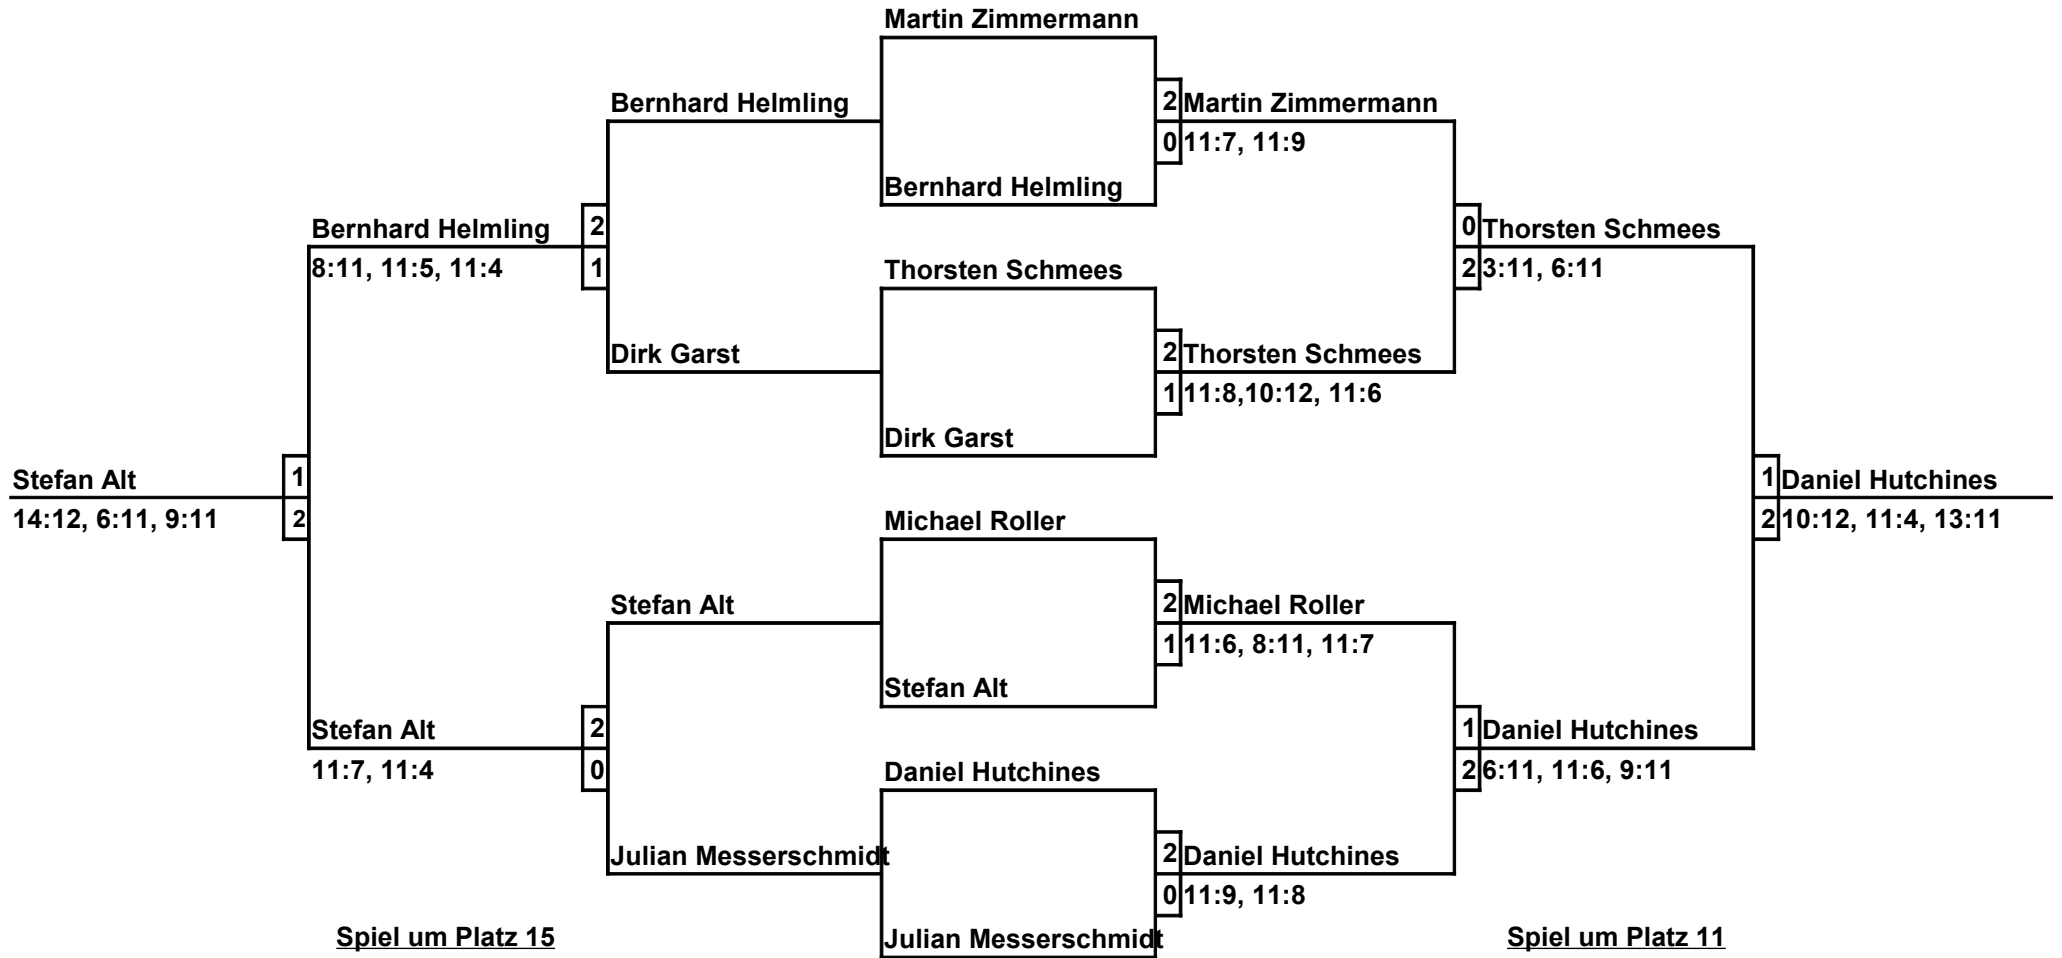 Martin Zimmermann
Bernhard Helmling
2 Martin Zimmermann
0 11:7, 11:9
Bernhard Helmling
Bernhard Helmling 2
8:11, 11:5, 11:4 1
0 Thorsten Schmees
2 3:11, 6:11
Thorsten Schmees
Dirk Garst
2 Thorsten Schmees
1 11:8,10:12, 11:6
Dirk Garst
Stefan Alt 1
14:12, 6:11, 9:11 2
1 Daniel Hutchines
2 10:12, 11:4, 13:11
Michael Roller
Stefan Alt
2 Michael Roller
1 11:6, 8:11, 11:7
Stefan Alt
Stefan Alt 2
11:7, 11:4 0
1 Daniel Hutchines
2 6:11, 11:6, 9:11
Daniel Hutchines
Julian Messerschmidt
2 Daniel Hutchines
0 11:9, 11:8
Julian Messerschmidt
Spiel um Platz 15
Spiel um Platz 11